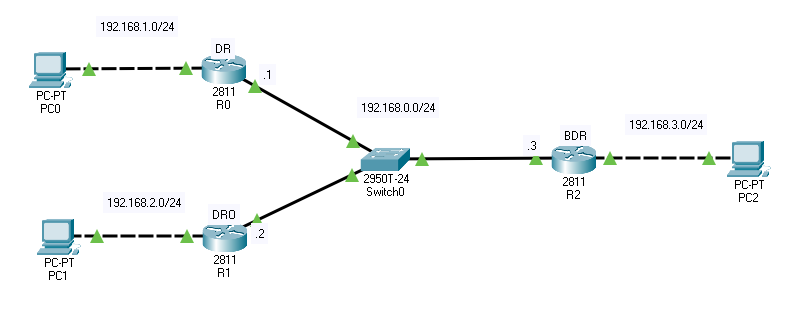 192.168.1.0/24
DR
.1
PC-PT
PC0
2811
R0
192.168.0.0/24
.3
BDR
192.168.3.0/24
2950T-24
Switch0
2811
R2
PC-PT
PC2
192.168.2.0/24
DRO
.2
PC-PT
PC1
2811
R1